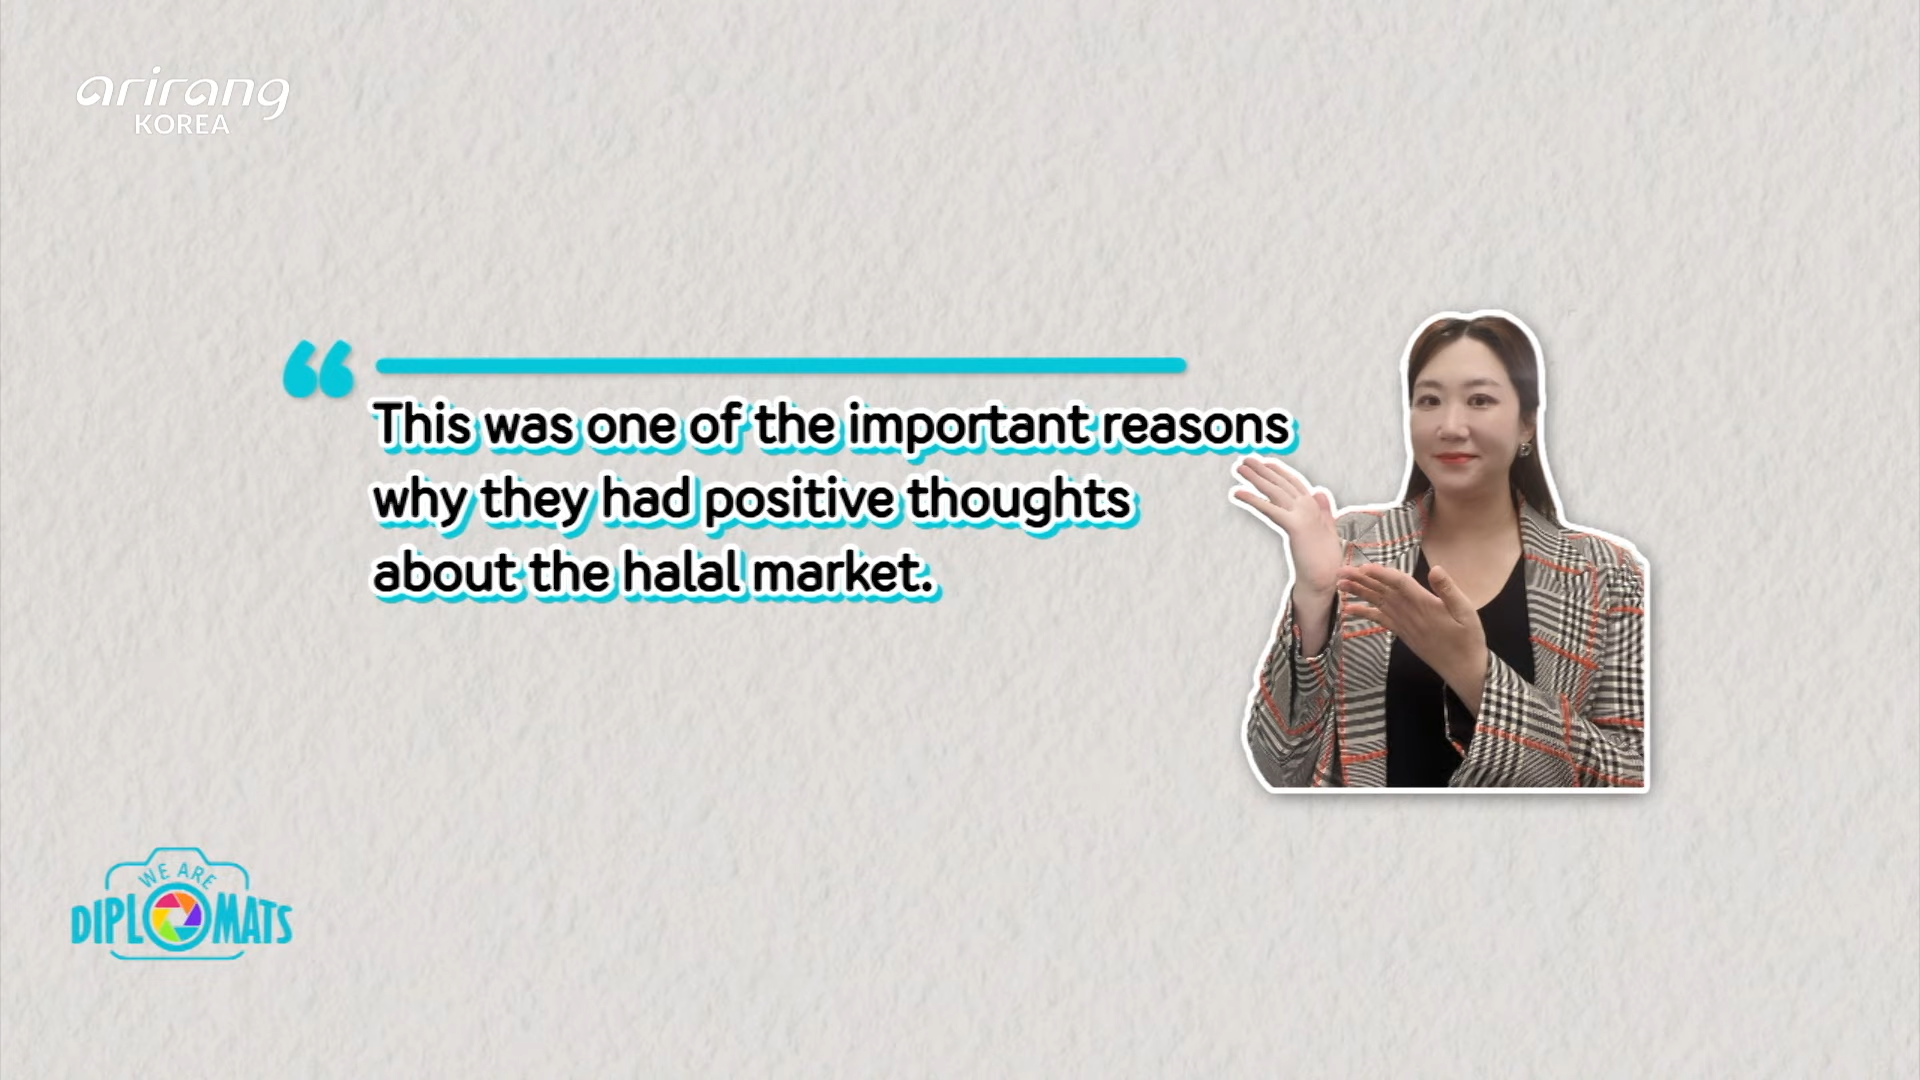 arirang
KOREA
“
This was one of the important reasons
why they had positive thoughts
about the halal market.
WE ARE
DIPLOMATS